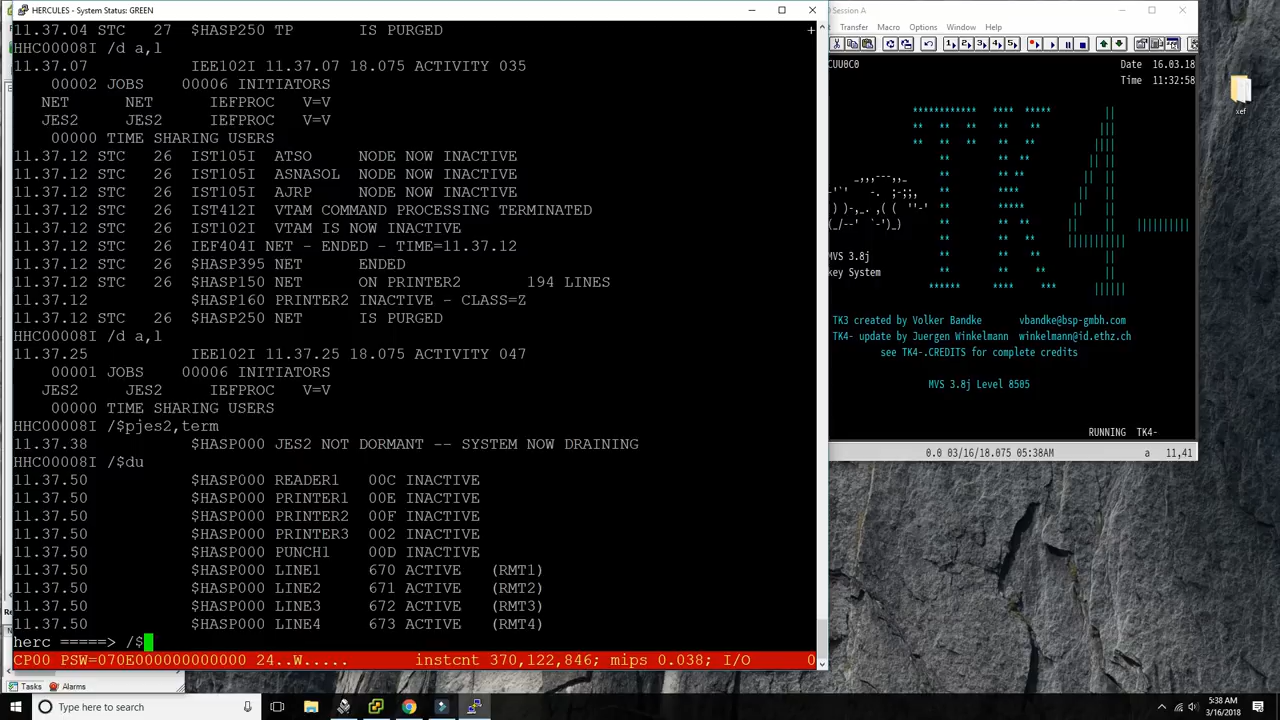 HERCULES - System Status: GREEN
11.37.04 STC   27  $HASP250 TP       IS PURGED
HHC00008I /d a,l
11.37.07           IEE102I 11.37.07 18.075 ACTIVITY 035
00002 JOBS   00006 INITIATORS
NET      NET      IEFPROC  V=V
JES2     JES2     IEFPROC  V=V
00000 TIME SHARING USERS
11.37.12 STC   26  IST105I  ATSO     NODE NOW INACTIVE
11.37.12 STC   26  IST105I  ASNASOL  NODE NOW INACTIVE
11.37.12 STC   26  IST105I  AJRP     NODE NOW INACTIVE
11.37.12 STC   26  IST412I  VTAM COMMAND PROCESSING TERMINATED
11.37.12 STC   26  IST102I  VTAM IS NOW INACTIVE
11.37.12 STC   26  IEF404I NET - ENDED - TIME=11.37.12
11.37.12 STC   26  $HASP395 NET      ENDED
11.37.12 STC   26  $HASP150 NET      ON PRINTER2       194 LINES
11.37.12           $HASP160 PRINTER2 INACTIVE - CLASS=Z
11.37.12 STC   26  $HASP250 NET      IS PURGED
HHC00008I /d a,l
11.37.25           IEE102I 11.37.25 18.075 ACTIVITY 047
00001 JOBS   00006 INITIATORS
JES2     JES2     IEFPROC  V=V
00000 TIME SHARING USERS
HHC00008I /$pjes2,term
11.37.38           $HASP000 JES2 NOT DORMANT -- SYSTEM NOW DRAINING
HHC00008I /$du
11.37.50           $HASP000 READER1   00C INACTIVE
11.37.50           $HASP000 PRINTER1  00E INACTIVE
11.37.50           $HASP000 PRINTER2  00F INACTIVE
11.37.50           $HASP000 PRINTER3  002 INACTIVE
11.37.50           $HASP000 PUNCH1    00D INACTIVE
11.37.50           $HASP000 LINE1     670 ACTIVE   (RMT1)
11.37.50           $HASP000 LINE2     671 ACTIVE   (RMT2)
11.37.50           $HASP000 LINE3     672 ACTIVE   (RMT3)
11.37.50           $HASP000 LINE4     673 ACTIVE   (RMT4)
herc =====> /$
CP00 PSW=070E000000000000 24..W.....       instcnt 370,122,846; mips 0.038; I/O      0
Session A
Transfer Macro Options Window Help
CUU0C0 Date 16.03.18
Time 11:32:58
MVS 3.8j
key System
TK3 created by Volker Bandke      vbandke@bsp-gmbh.com
TK4- update by Juergen Winkelmann  winkelmann@id.ethz.ch
see TK4-.CREDITS for complete credits
MVS 3.8j Level 8505
RUNNING TK4-
0.0 03/16/18.075 05:38AM a 11,41
xef
Tasks Alarms
Type here to search
5:38 AM
3/16/2018